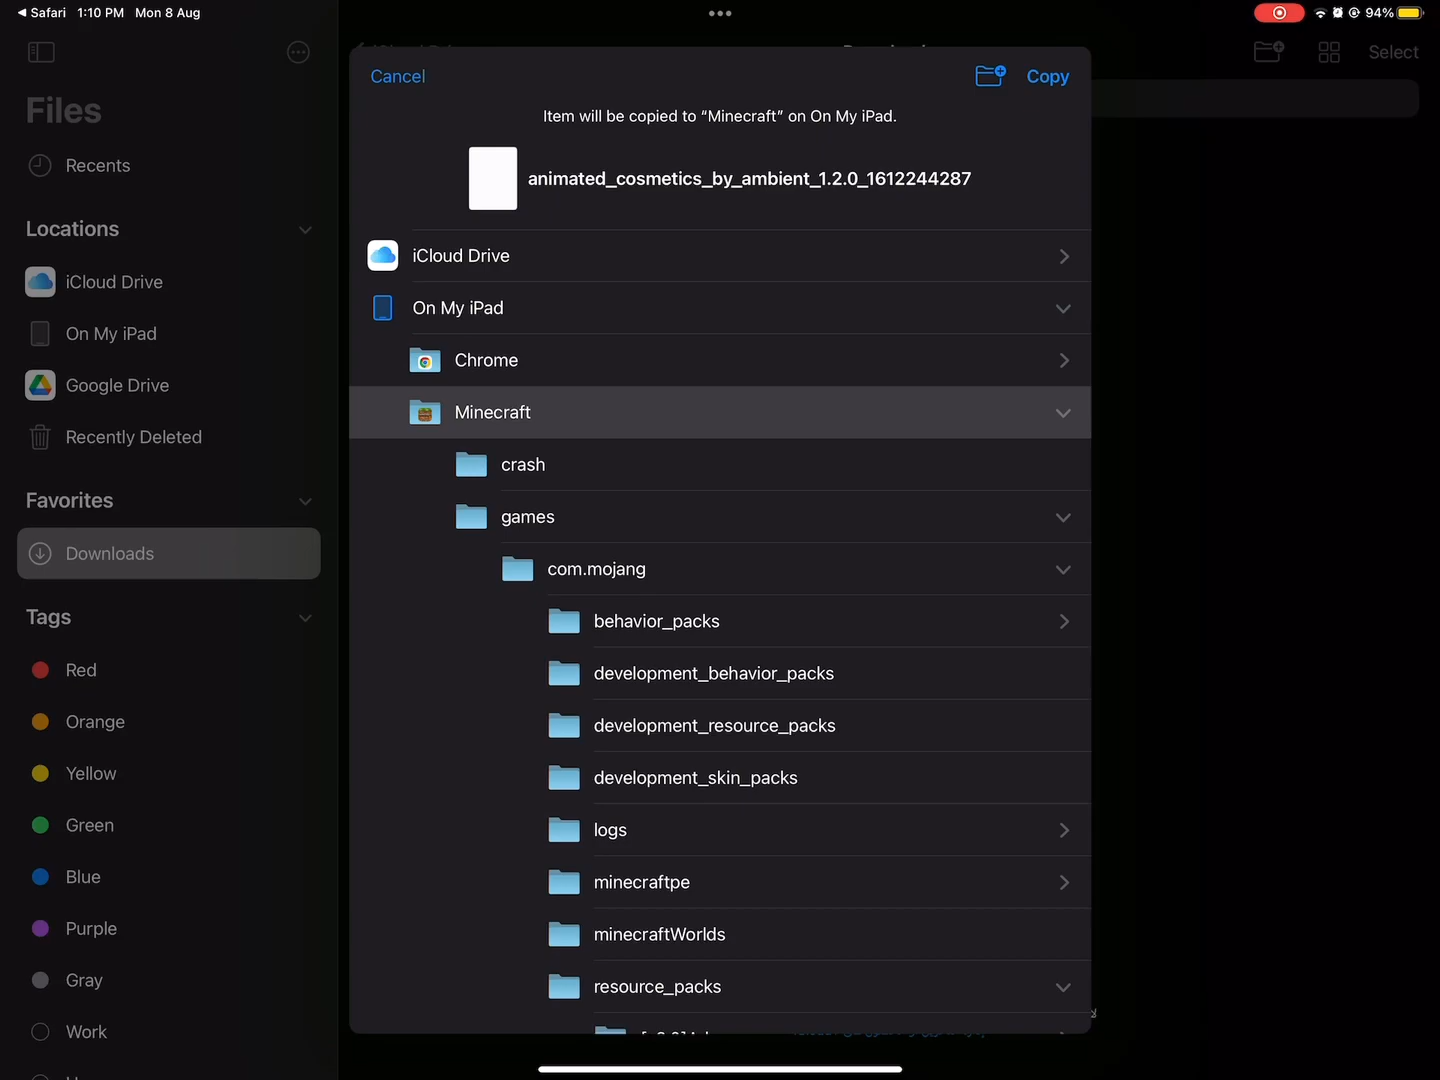 Safari 1:10 PM Mon 8 Aug
94%
Files
Select
Recents
Locations
iCloud Drive
On My iPad
Google Drive
Recently Deleted
Favorites
Downloads
Tags
Red
Orange
Yellow
Green
Blue
Purple
Gray
Work
Cancel
Copy
Item will be copied to “Minecraft” on On My iPad.
animated_cosmetics_by_ambient_1.2.0_1612244287
iCloud Drive
On My iPad
Chrome
Minecraft
crash
games
com.mojang
behavior_packs
development_behavior_packs
development_resource_packs
development_skin_packs
logs
minecraftpe
minecraftWorlds
resource_packs